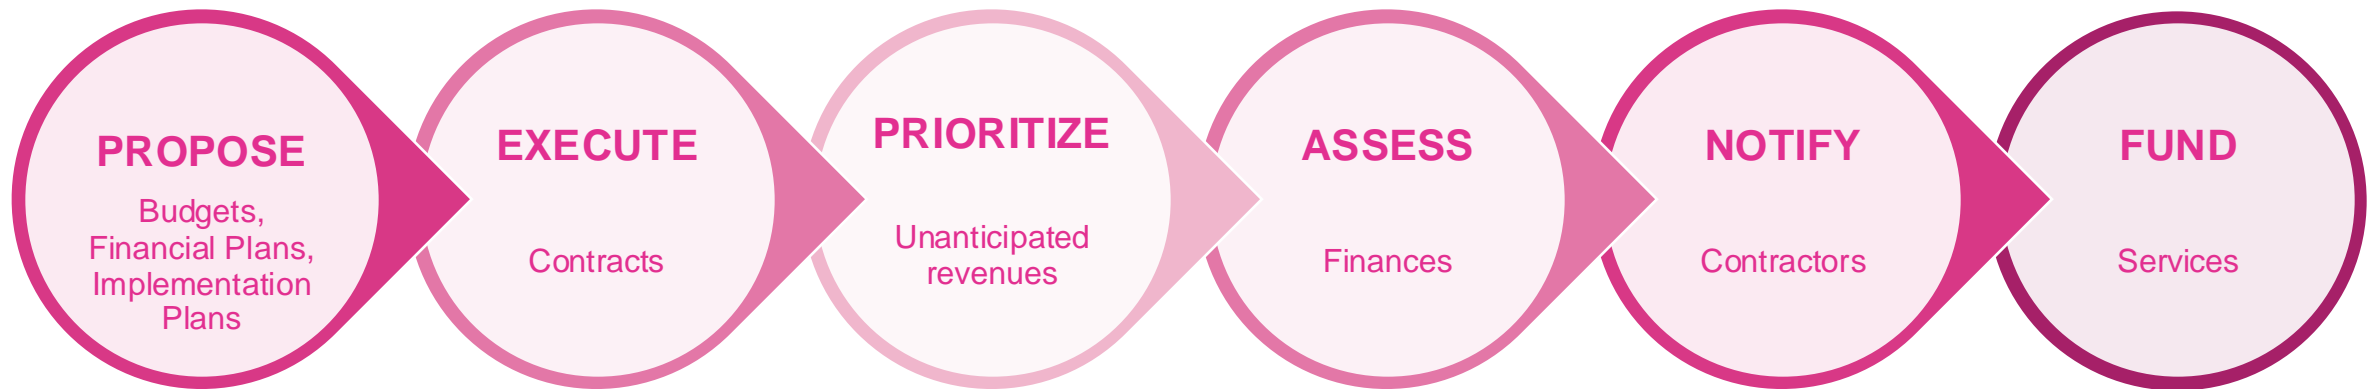 PROPOSE
Budgets,
Financial Plans,
Implementation
Plans
EXECUTE
Contracts
PRIORITIZE
Unanticipated
revenues
ASSESS
Finances
NOTIFY
Contractors
FUND
Services